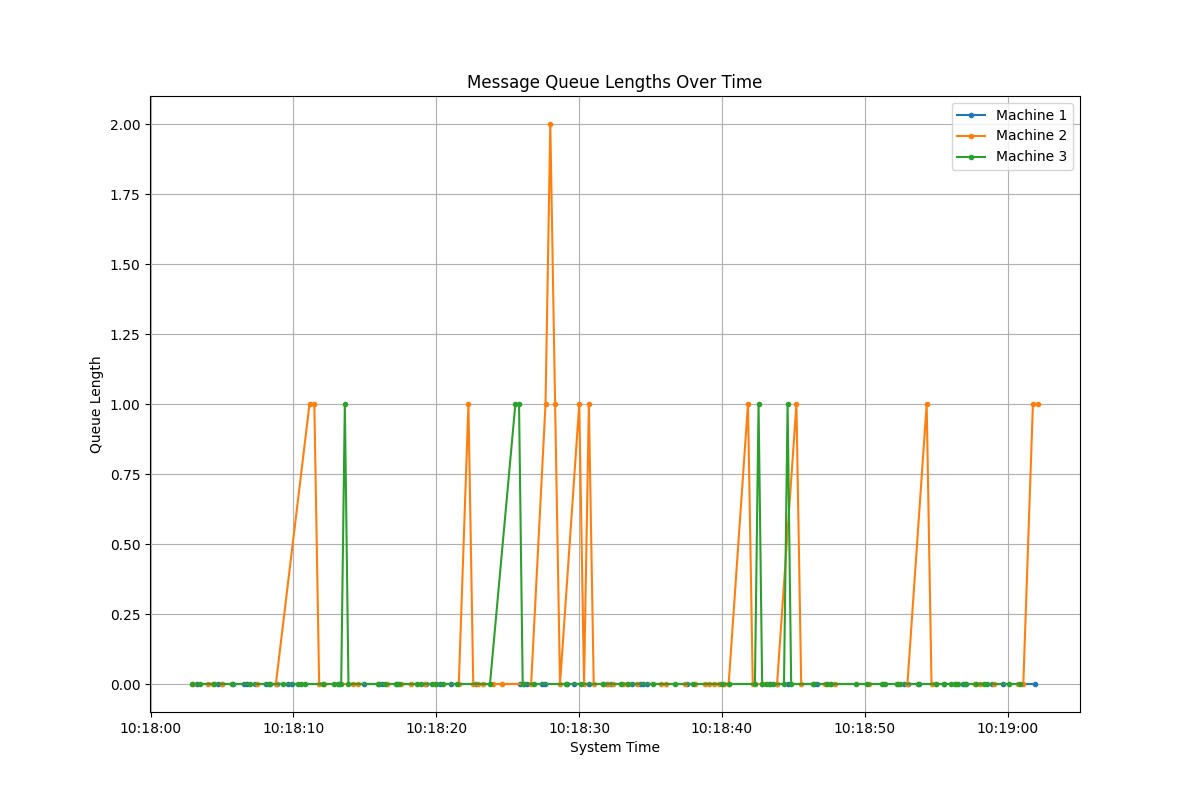 Message Queue Lengths Over Time
Machine 1
Machine 2
Machine 3
2.00
1.75
1.50
1.25
1.00
0.75
0.50
0.25
0.00
Queue Length
10:18:00 10:18:10 10:18:20 10:18:30 10:18:40 10:18:50 10:19:00
System Time